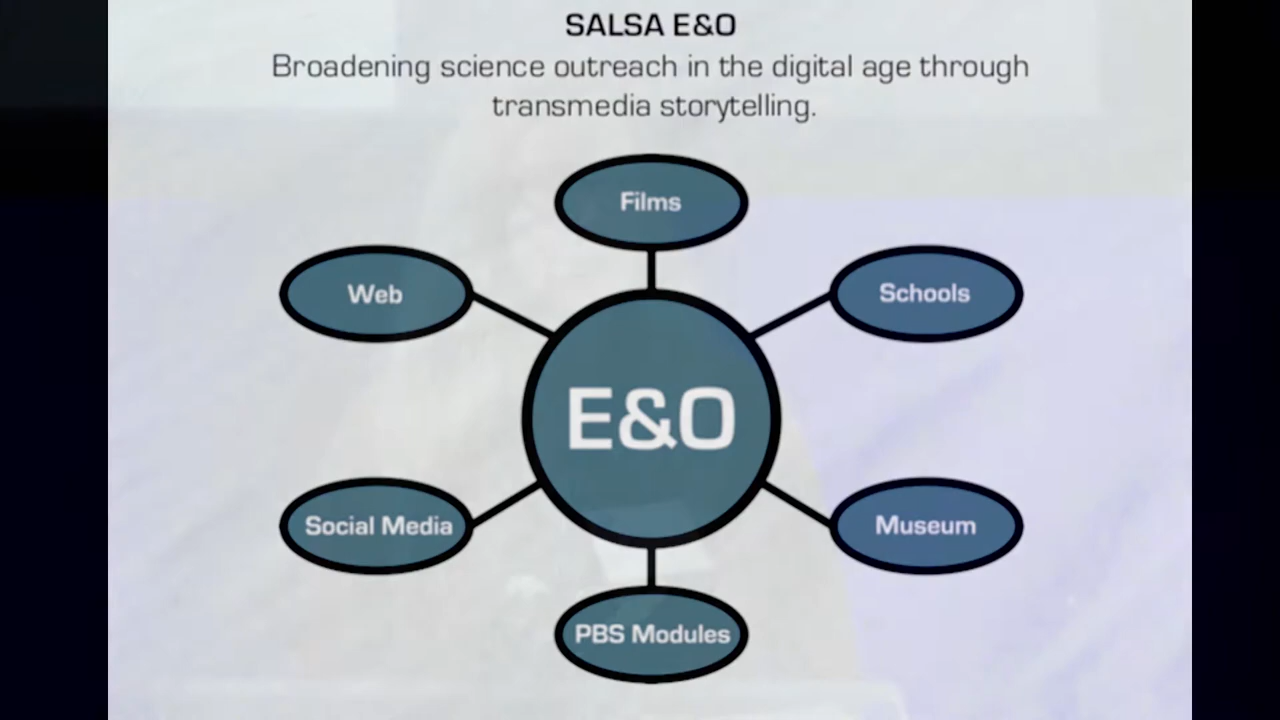 SALSA E&O
Broadening science outreach in the digital age through
transmedia storytelling.
Films
Web
Schools
E&O
Social Media
Museum
PBS Modules